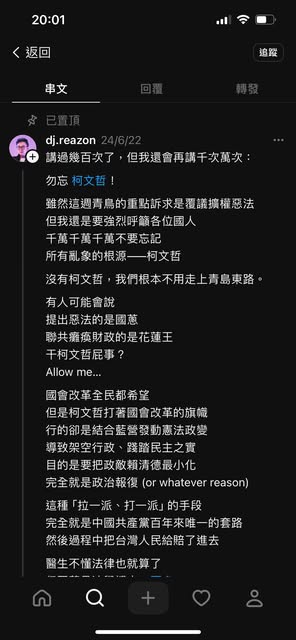 20:01
返回
追蹤
串文
回覆
轉發
已置頂
dj.reazon 24/6/22
講過幾百次了，但我還會再講千次萬次：
勿忘 柯文哲！
雖然這週青鳥的重點訴求是覆議擴權惡法
但我還是要強烈呼籲各位國人
千萬千萬千萬不要忘記
所有亂象的根源——柯文哲
沒有柯文哲，我們根本不用走上青島東路。
有人可能會說
提出惡法的是國蔥
聯共癱瘓財政的是花蓮王
干柯文哲屁事？
Allow me...
國會改革全民都希望
但是柯文哲打著國會改革的旗幟
行的卻是結合藍營發動憲法政變
導致架空行政、踐踏民主之實
目的是要把政敵賴清德最小化
完全就是政治報復 (or whatever reason)
這種「拉一派、打一派」的手段
完全就是中國共產黨百年來唯一的套路
然後過程中把台灣人民給賠了進去
醫生不懂法律也就算了